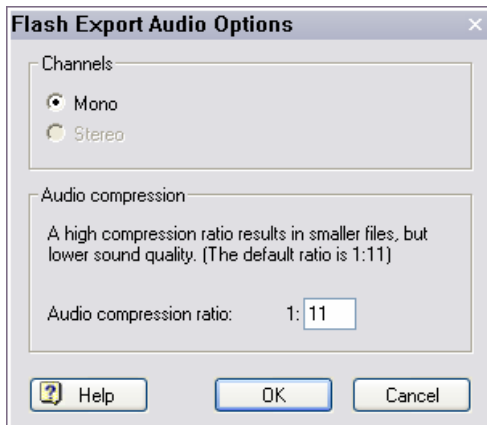 Flash Export Audio Options
Channels
Mono
Stereo
Audio compression
A high compression ratio results in smaller files, but
lower sound quality. (The default ratio is 1:11)
Audio compression ratio: 1: 11
Help OK Cancel